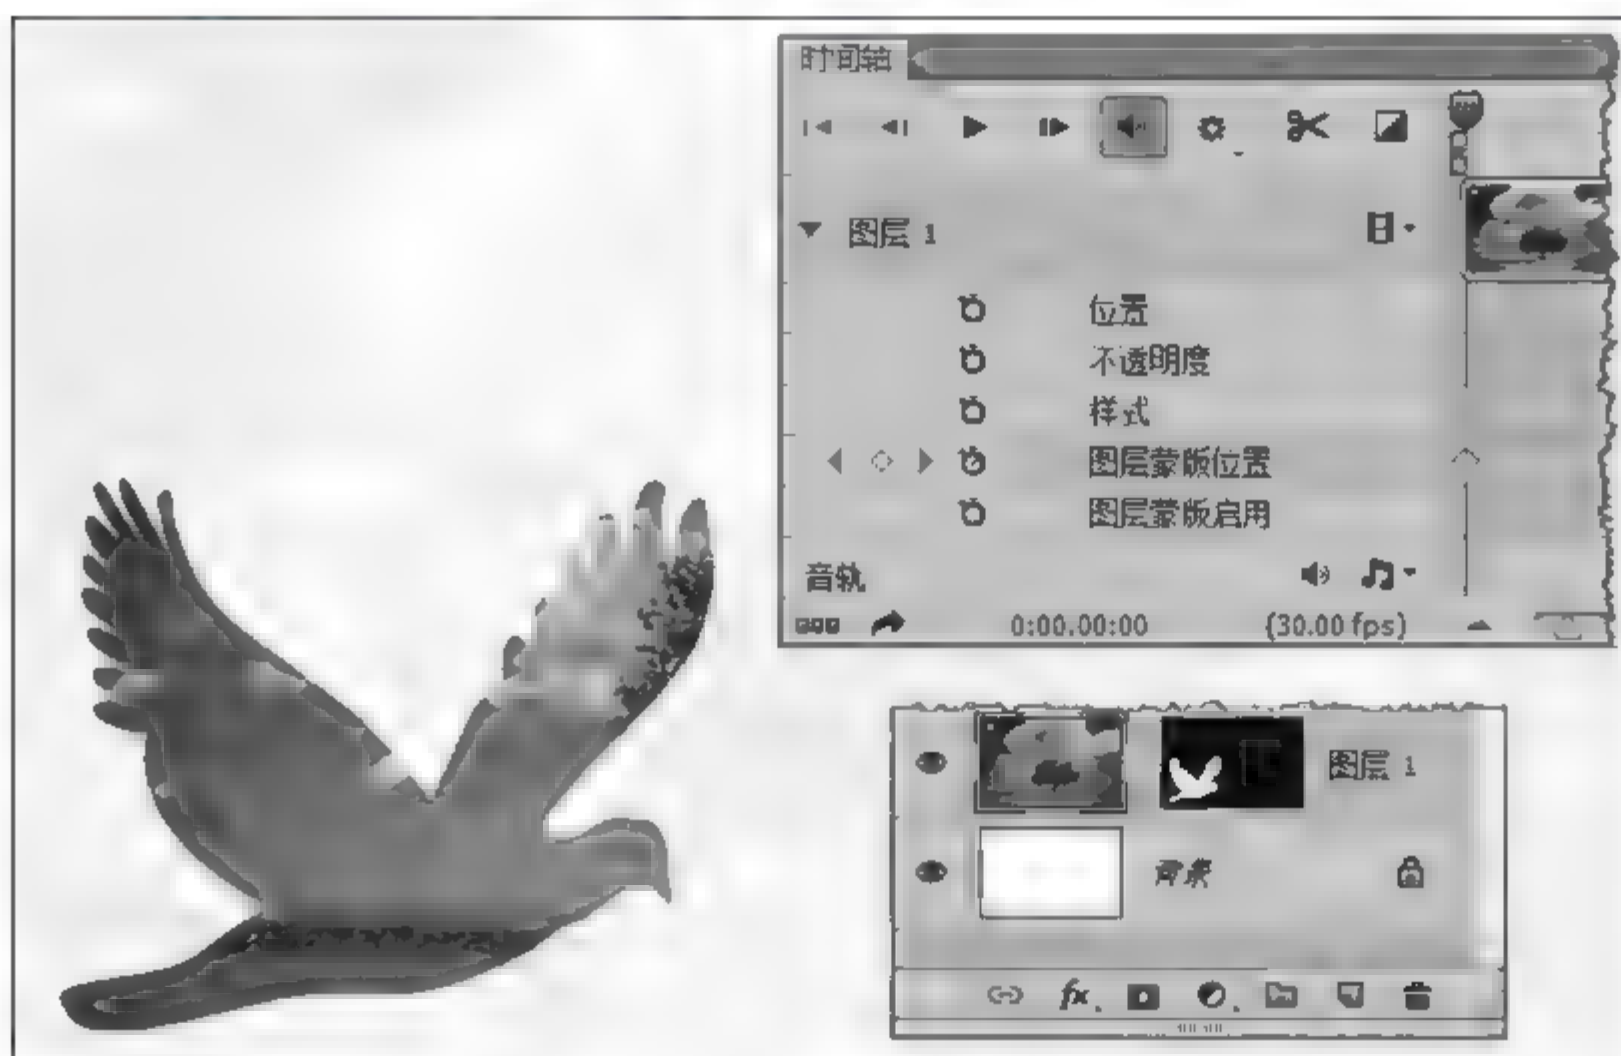 时间轴
图层 1
位置
不透明度
样式
图层蒙版位置
图层蒙版启用
音轨
0:00.00:00 (30.00 fps)
图层 1
背景
fx